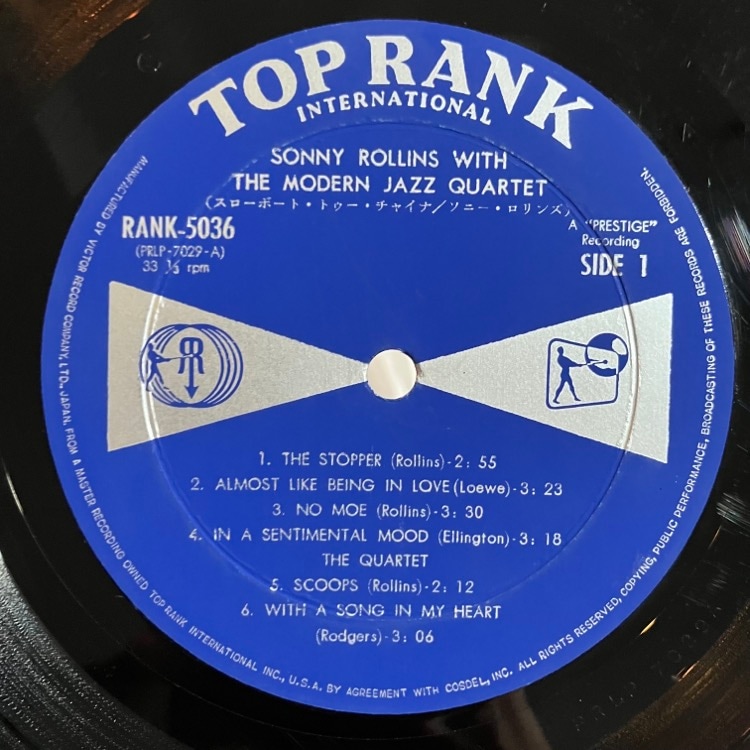 TOP RANK
INTERNATIONAL
SONNY ROLLINS WITH
THE MODERN JAZZ QUARTET
(スローボート・トゥー・チャイナ/ソニー・ロリンズ)
RANK-5036
(PRLP-7029-A)
33 ⅓ rpm
A "PRESTIGE"
Recording
SIDE 1
1. THE STOPPER (Rollins)-2: 55
2. ALMOST LIKE BEING IN LOVE (Loewe)-3: 23
3. NO MOE (Rollins)-3: 30
4. IN A SENTIMENTAL MOOD (Ellington)-3: 18
THE QUARTET
5. SCOOPS (Rollins)-2: 12
6. WITH A SONG IN MY HEART
(Rodgers)-3: 06
MANUFACTURED BY VICTOR RECORD COMPANY, LTD., JAPAN. FROM A MASTER RECORDING OWNED TOP RANK INTERNATIONAL INC., U.S.A. BY AGREEMENT WITH COSDEL, INC. ALL RIGHTS RESERVED, COPYING, PUBLIC PERFORMANCE, BROADCASTING OF THESE RECORDS ARE FORBIDDEN.